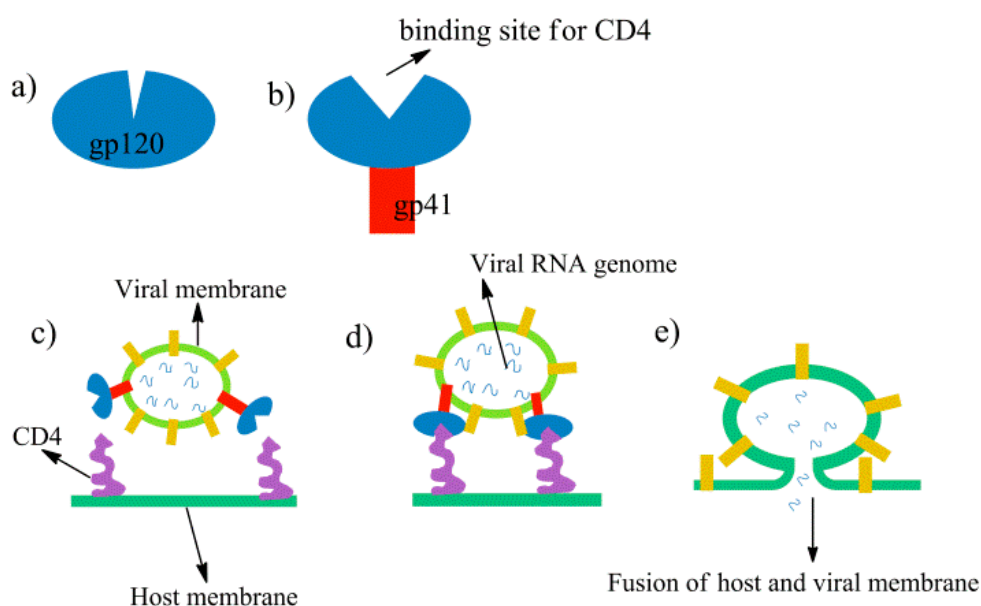 binding site for CD4
a)
b)
gp120
gp41
Viral RNA genome
Viral membrane
c)
d)
e)
CD4
Host membrane
Fusion of host and viral membrane